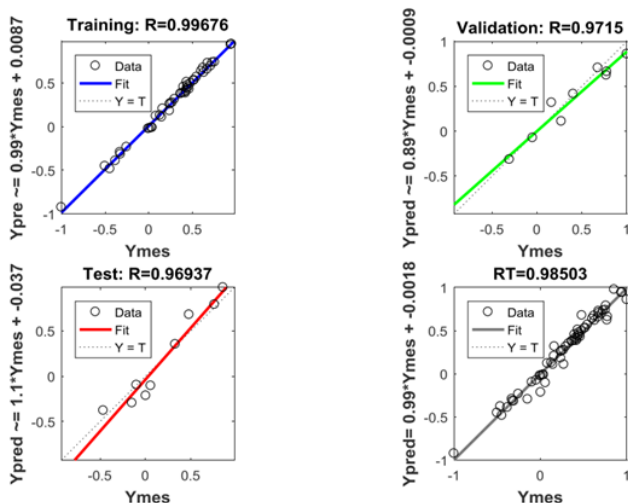 Training: R=0.99676
Ypre ~= 0.99*Ymes + 0.0087
Data
Fit
Y = T
0.5
0
-0.5
-1
-1
-0.5
0
0.5
Ymes
Validation: R=0.9715
Ypred ~= 0.89*Ymes + -0.0009
Data
Fit
Y = T
0.5
0
-0.5
-0.5
0
0.5
1
Ymes
Test: R=0.96937
Ypred ~= 1.1*Ymes + -0.037
Data
Fit
Y = T
0.5
0
-0.5
-0.5
0
0.5
Ymes
RT=0.98503
Ypred= 0.99*Ymes + -0.0018
Data
Fit
Y = T
1
0.5
0
-0.5
-1
-1
-0.5
0
0.5
1
Ymes